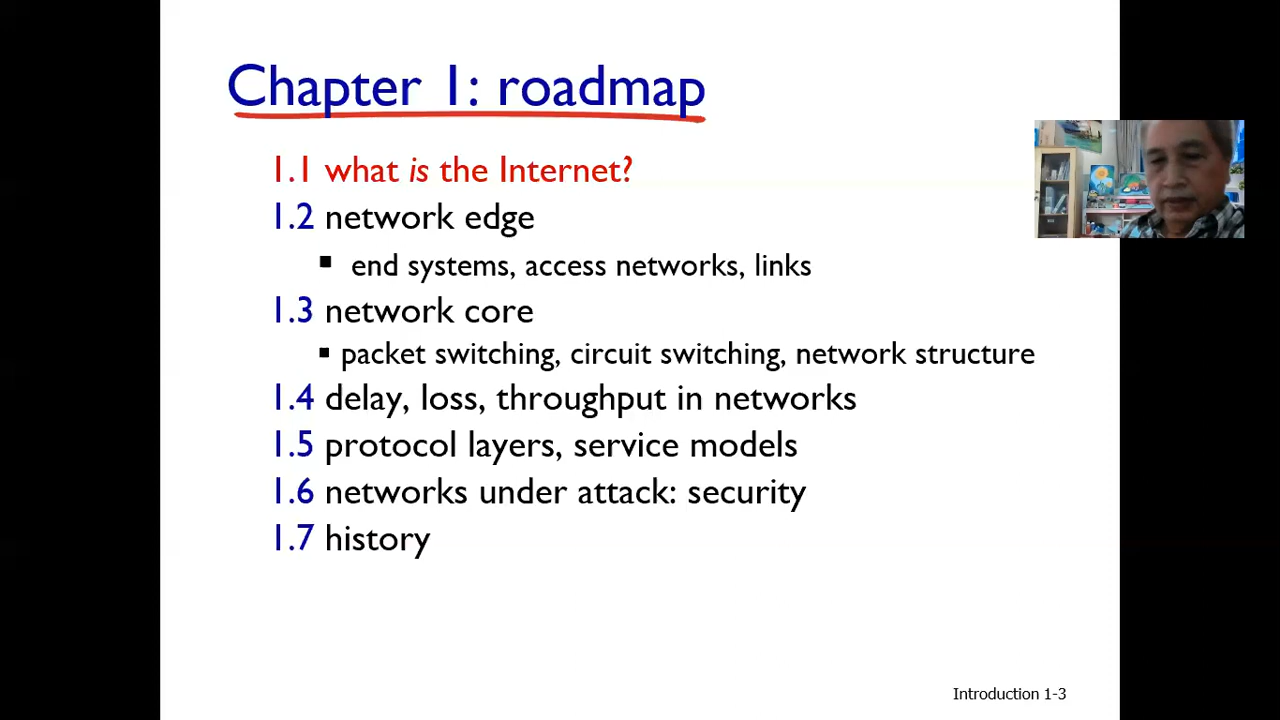 Chapter 1: roadmap
1.1 what is the Internet?
1.2 network edge
▪ end systems, access networks, links
1.3 network core
▪ packet switching, circuit switching, network structure
1.4 delay, loss, throughput in networks
1.5 protocol layers, service models
1.6 networks under attack: security
1.7 history
Introduction 1-3